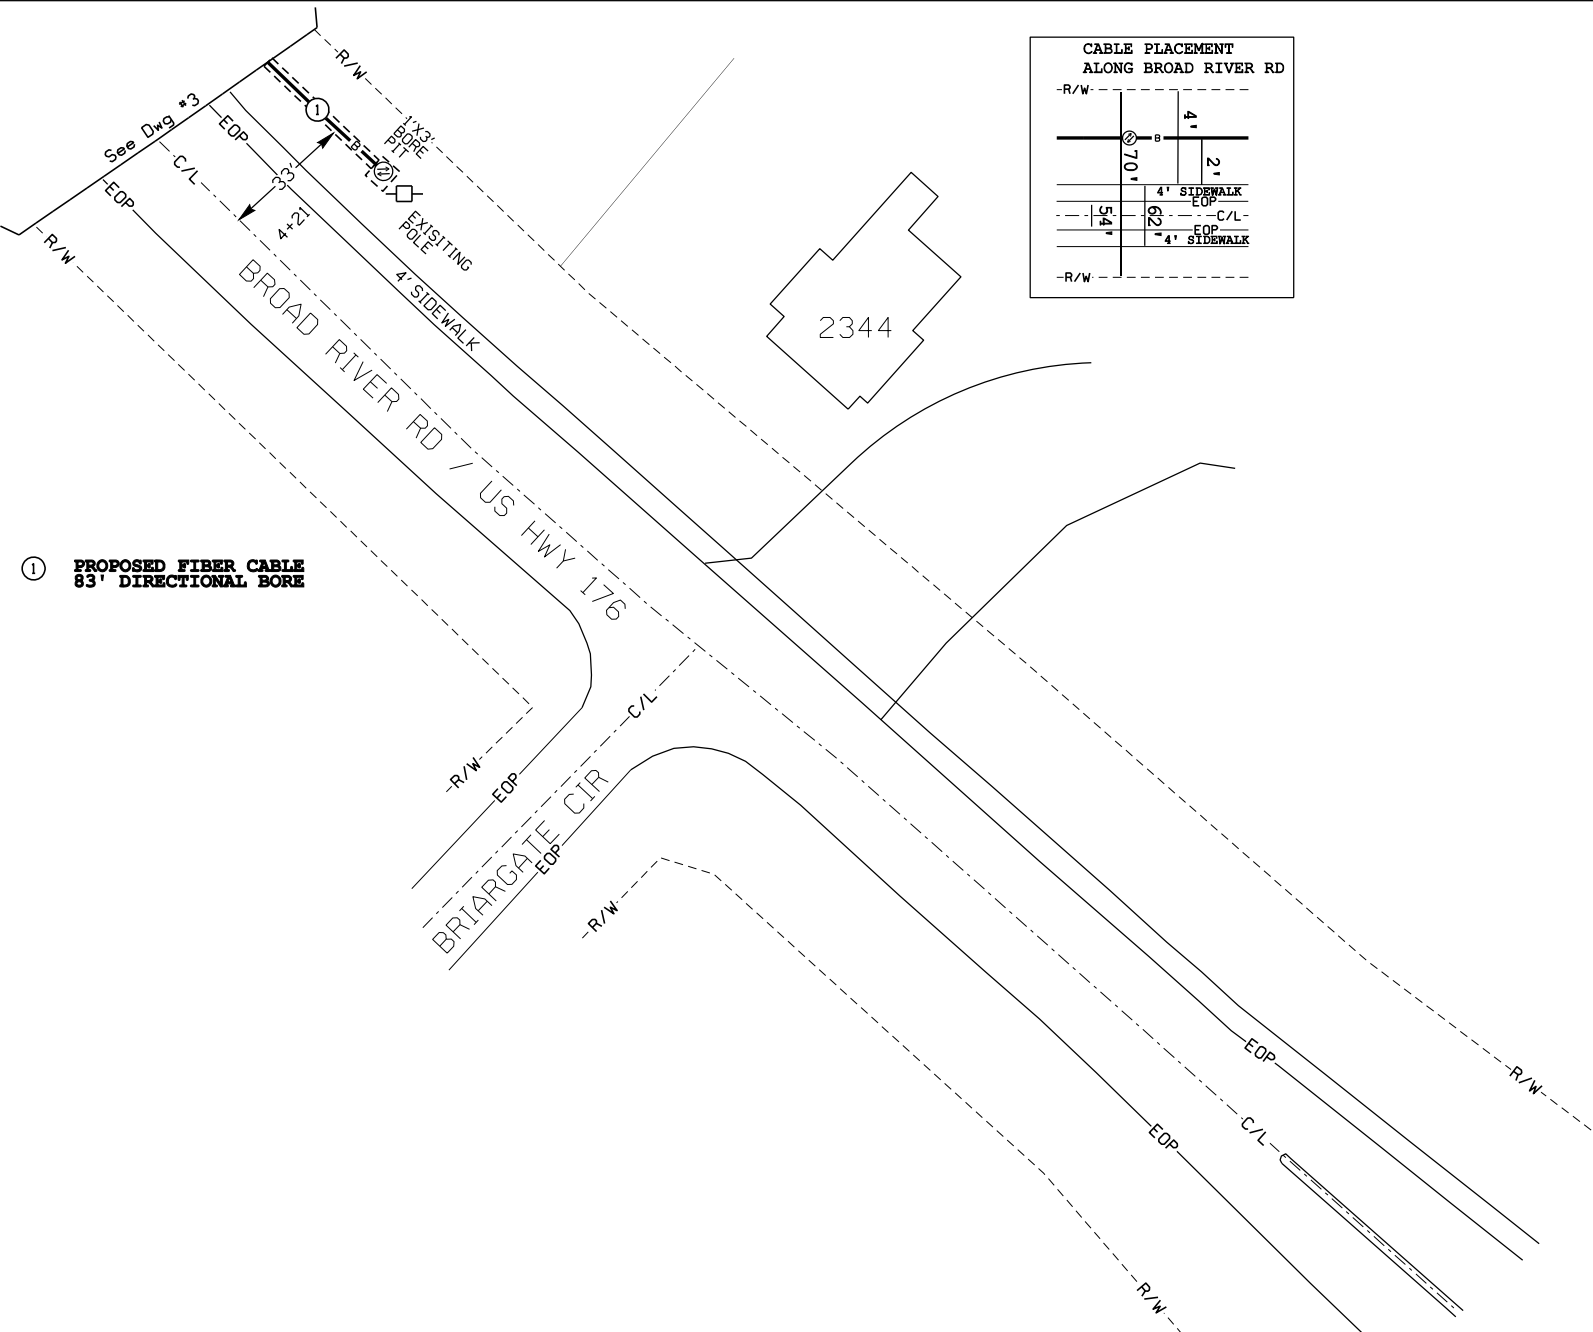 CABLE PLACEMENT
ALONG BROAD RIVER RD
R/W
4'
B
70'
2'
4' SIDEWALK
EOP
C/L
54'
62'
EOP
4' SIDEWALK
R/W
R/W
See Dwg #3
1
EOP
1'X3'
BORE
PIT
B
C/L
33'
EOP
4+21
EXISITING
POLE
R/W
4' SIDEWALK
BROAD RIVER RD / US HWY 176
2344
1
PROPOSED FIBER CABLE
83' DIRECTIONAL BORE
C/L
R/W
EOP
BRIARGATE CIR
EOP
R/W
EOP
R/W
C/L
EOP
R/W